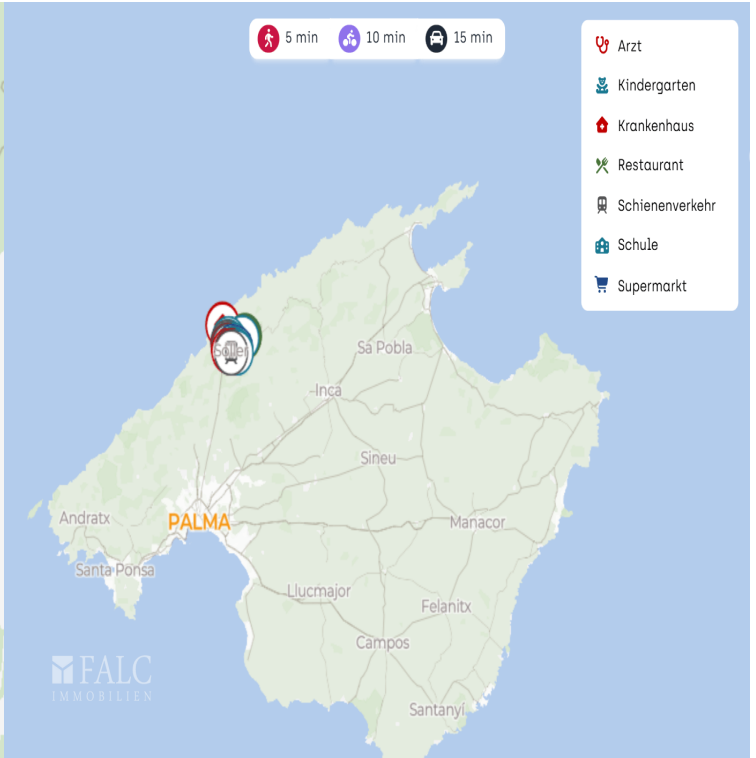 5 min
10 min
15 min
Arzt
Kindergarten
Krankenhaus
Restaurant
Schienenverkehr
Schule
Supermarkt
Sóller
Sa Pobla
Inca
Sineu
Andratx
PALMA
Manacor
Santa Ponsa
Llucmajor
Felanitx
Campos
FALC
IMMOBILIEN
Santanyí